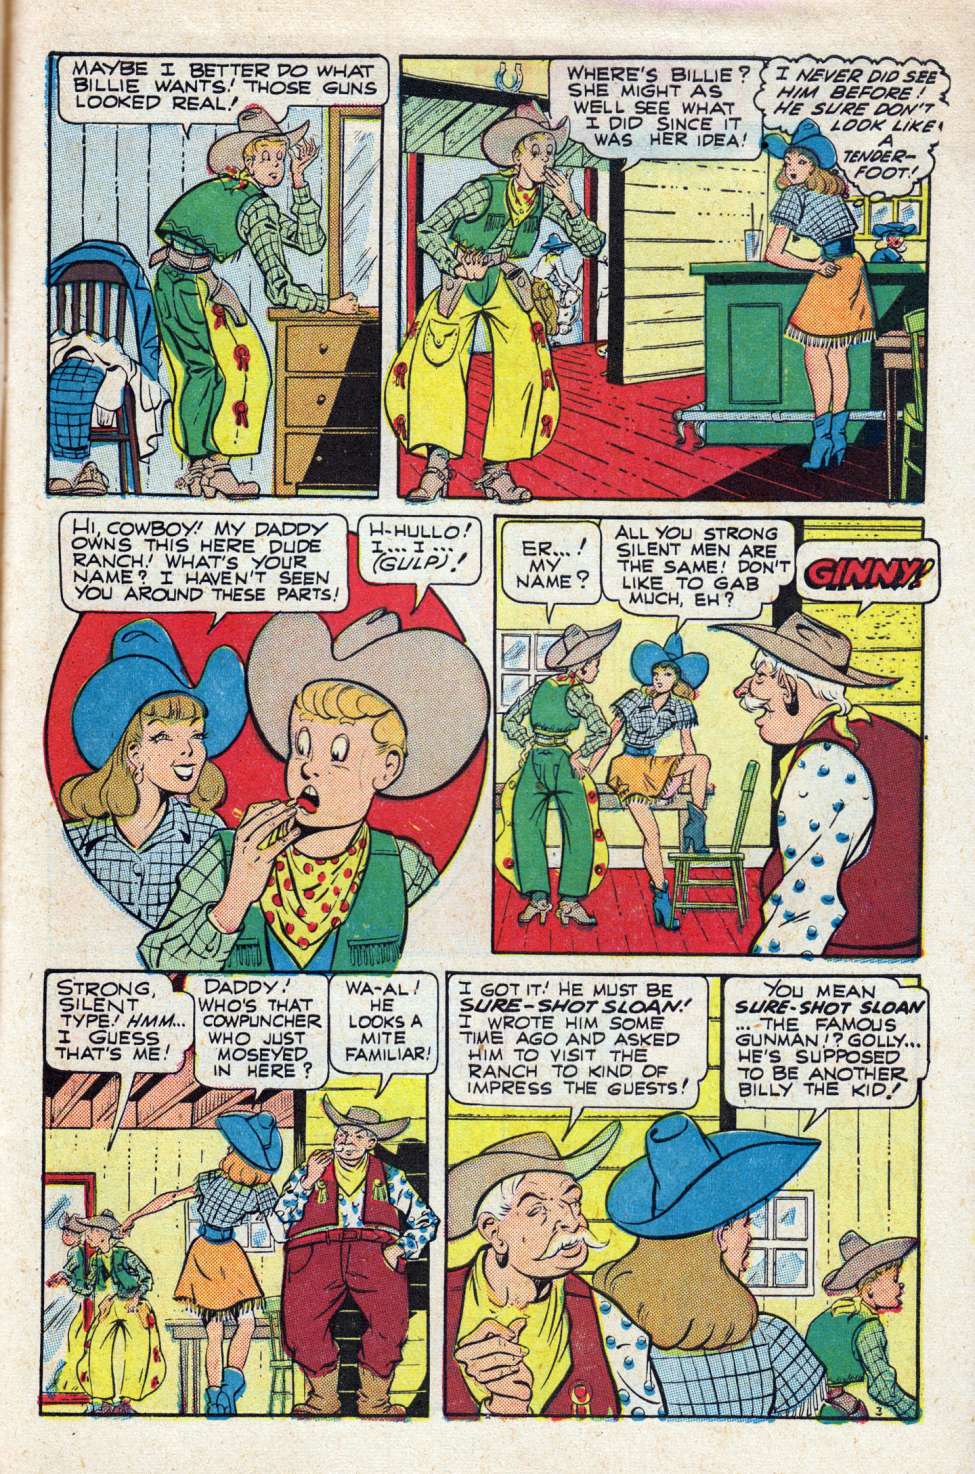 MAYBE I BETTER DO WHAT
BILLIE WANTS! THOSE GUNS
LOOKED REAL!
WHERE'S BILLIE?
SHE MIGHT AS
WELL SEE WHAT
I DID SINCE IT
WAS HER IDEA!
I NEVER DID SEE
HIM BEFORE!
HE SURE DON'T
LOOK LIKE
A
TENDER-
FOOT!
HI, COWBOY! MY DADDY
OWNS THIS HERE DUDE
RANCH! WHAT'S YOUR
NAME? I HAVEN'T SEEN
YOU AROUND THESE PARTS!
H-HULLO!
I... I...
(GULP)!
ER...!
MY
NAME?
ALL YOU STRONG
SILENT MEN ARE
THE SAME! DON'T
LIKE TO GAB
MUCH, EH?
GINNY!
STRONG,
SILENT
TYPE! HMM...
I GUESS
THAT'S ME!
DADDY!
WHO'S THAT
COWPUNCHER
WHO JUST
MOSEYED
IN HERE?
WA-AL!
HE
LOOKS A
MITE
FAMILIAR!
I GOT IT! HE MUST BE
SURE-SHOT SLOAN!
I WROTE HIM SOME
TIME AGO AND ASKED
HIM TO VISIT THE
RANCH TO KIND OF
IMPRESS THE GUESTS!
YOU MEAN
SURE-SHOT SLOAN
... THE FAMOUS
GUNMAN!? GOLLY...
HE'S SUPPOSED
TO BE ANOTHER
BILLY THE KID!
3